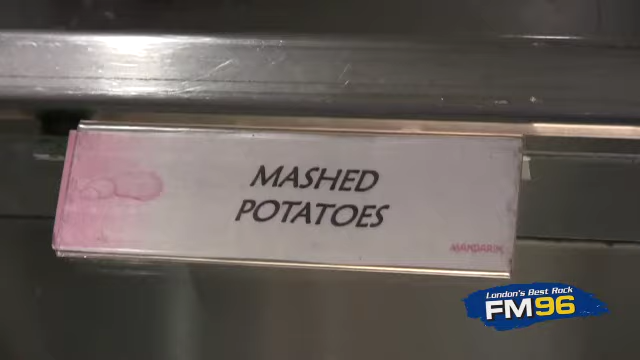 MASHED
POTATOES
MANDARIN
London's Best Rock
FM96